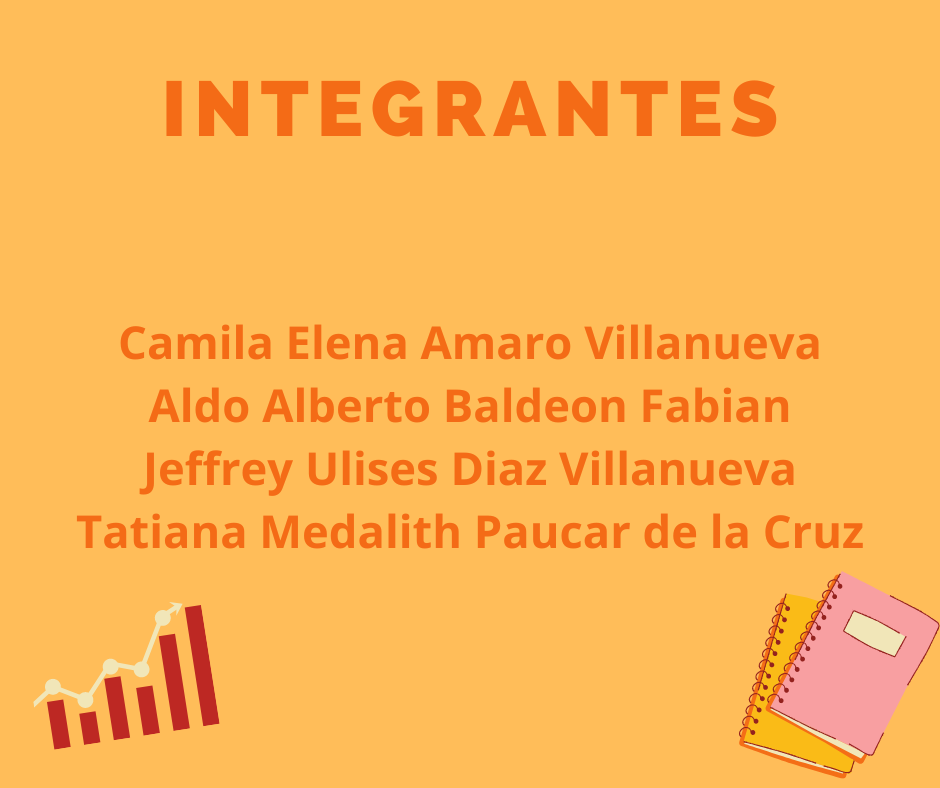 INTEGRANTES
Camila Elena Amaro Villanueva
Aldo Alberto Baldeon Fabian
Jeffrey Ulises Diaz Villanueva
Tatiana Medalith Paucar de la Cruz